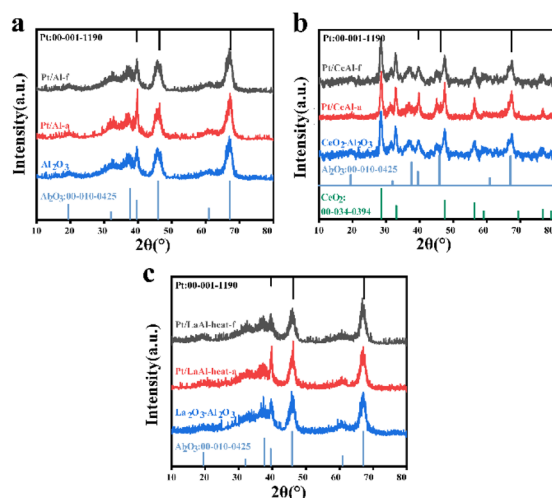 a
Pt:00-001-1190
Pt/Al-f
Pt/Al-a
Al2O3
Al2O3:00-010-0425
Intensity(a.u.)
10 20 30 40 50 60 70 80
2θ(°)
b
Pt:00-001-1190
Pt/CeAl-f
Pt/CeAl-a
CeO2-Al2O3
Al2O3:00-010-0425
CeO2:
00-034-0394
Intensity(a.u.)
10 20 30 40 50 60 70 80
2θ(°)
c
Pt:00-001-1190
Pt/LaAl-heat-f
Pt/LaAl-heat-a
La2O3-Al2O3
Al2O3:00-010-0425
Intensity(a.u.)
10 20 30 40 50 60 70 80
2θ(°)